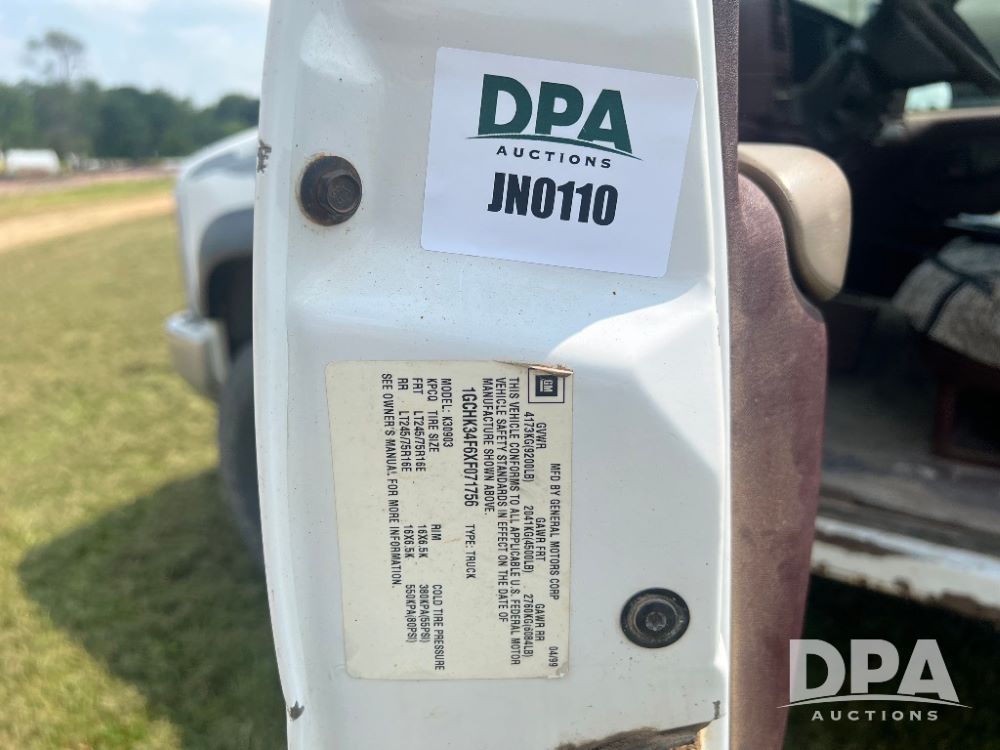 DPA
AUCTIONS
JN0110
GM
MFD BY GENERAL MOTORS CORP 04/99
GVWR GAWR FRT GAWR RR
4173KG(9200LB) 2041KG(4500LB) 2760KG(6084LB)
THIS VEHICLE CONFORMS TO ALL APPLICABLE U.S. FEDERAL MOTOR
VEHICLE SAFETY STANDARDS IN EFFECT ON THE DATE OF
MANUFACTURE SHOWN ABOVE.
1GCHK34F6XF071756 TYPE: TRUCK
MODEL: K30903
KPCQ TIRE SIZE RIM COLD TIRE PRESSURE
FRT LT245/75R16E 16X6.5K 380KPA(55PSI)
RR LT245/75R16E 16X6.5K 550KPA(80PSI)
SEE OWNER'S MANUAL FOR MORE INFORMATION.
DPA
AUCTIONS